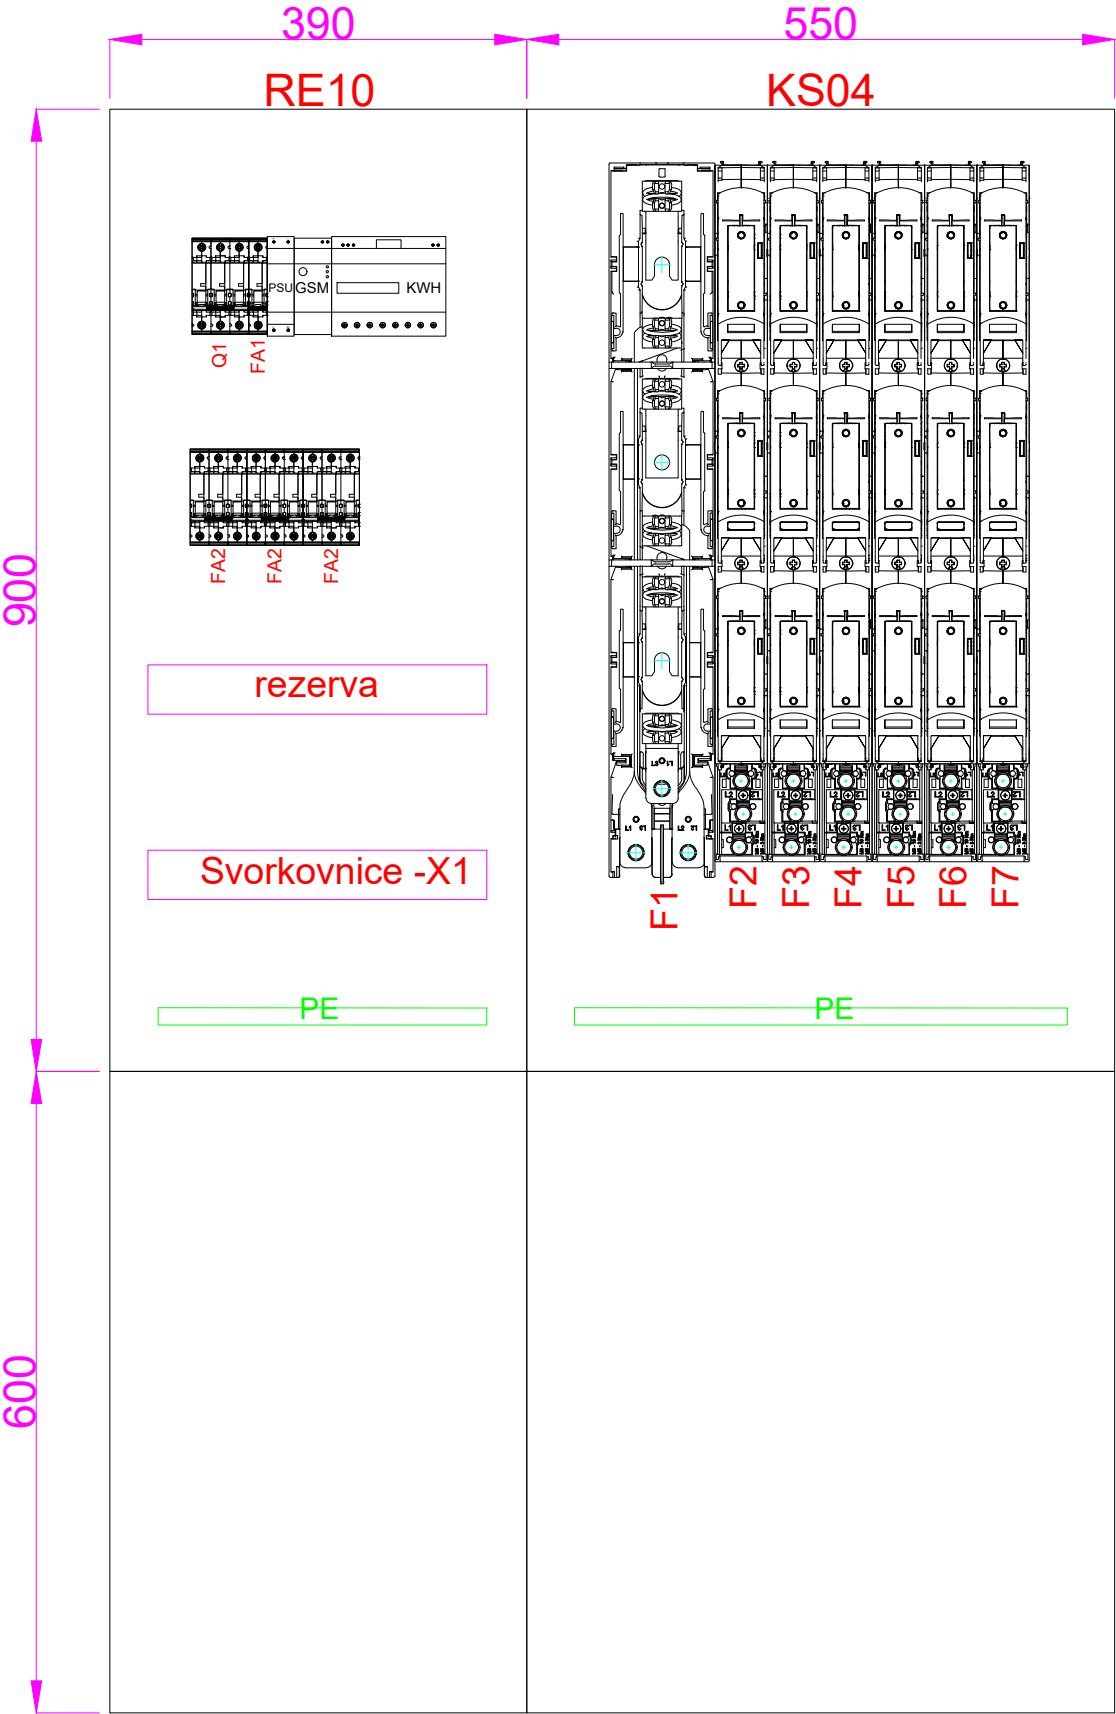 390 550
RE10 KS04
PSU GSM KWH
Q1 FA1
FA2 FA2 FA2
900
rezerva
Svorkovnice -X1
F1 F2 F3 F4 F5 F6 F7
PE PE
600